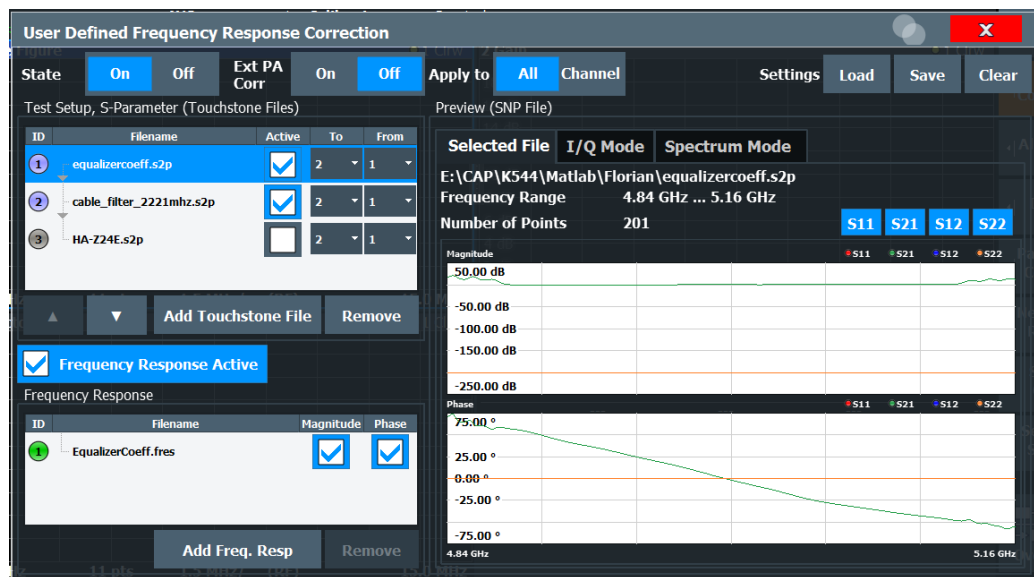 User Defined Frequency Response Correction
X
State On Off Ext PA Corr On Off Apply to All Channel Settings Load Save Clear
Test Setup, S-Parameter (Touchstone Files)
ID Filename Active To From
1 equalizercoeff.s2p 2 1
2 cable_filter_2221mhz.s2p 2 1
3 HA-Z24E.s2p 2 1
Add Touchstone File Remove
Frequency Response Active
Frequency Response
ID Filename Magnitude Phase
1 EqualizerCoeff.fres
Add Freq. Resp Remove
Preview (SNP File)
Selected File I/Q Mode Spectrum Mode
E:\CAP\K544\Matlab\Florian\equalizercoeff.s2p
Frequency Range 4.84 GHz ... 5.16 GHz
Number of Points 201
S11 S21 S12 S22
Magnitude S11 S21 S12 S22
50.00 dB
-50.00 dB
-100.00 dB
-150.00 dB
-250.00 dB
Phase S11 S21 S12 S22
75.00 °
25.00 °
0.00 °
-25.00 °
-75.00 °
4.84 GHz 5.16 GHz
11 pts 1.5 MHz/ (RF)